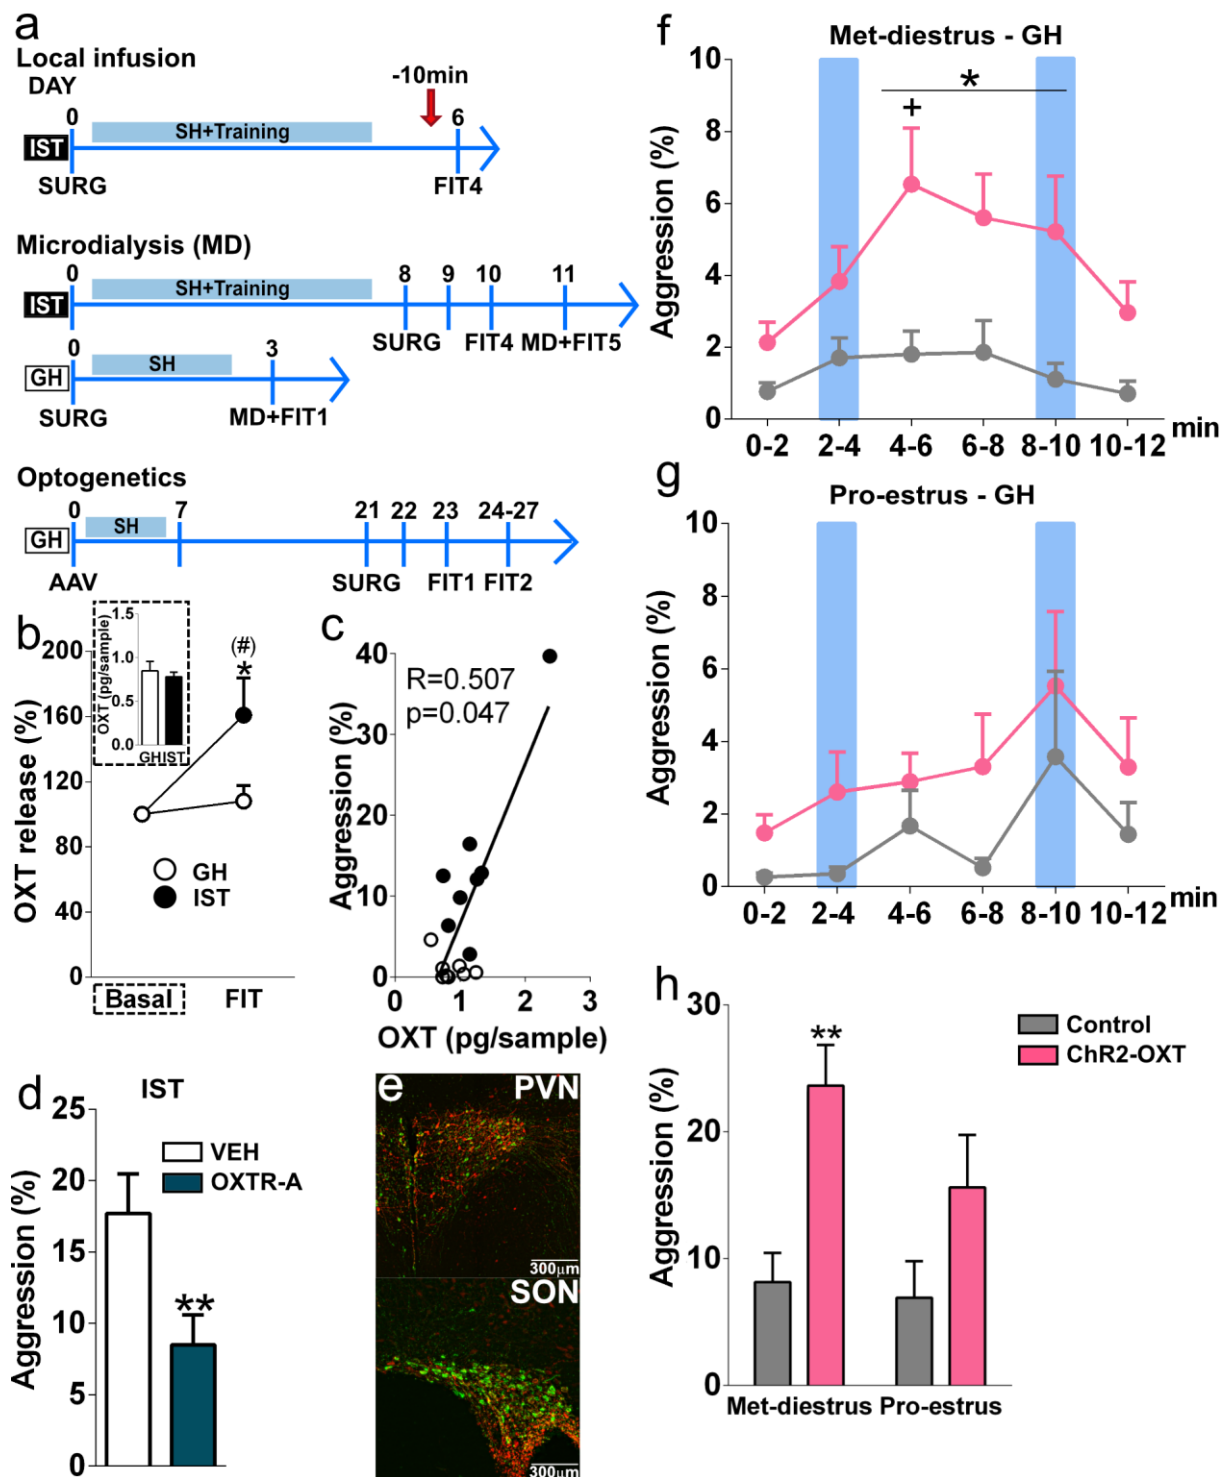 a
Local infusion
DAY
-10min
0
6
SH+Training
IST
SURG
FIT4
Microdialysis (MD)
0
8
9
10
11
SH+Training
IST
SURG
FIT4
MD+FIT5
0
3
SH
GH
SURG
MD+FIT1
Optogenetics
0
7
21
22
23
24-27
SH
GH
AAV
SURG
FIT1
FIT2
b
OXT release (%)
200
160
120
80
40
0
OXT (pg/sample)
1.5
1.0
0.5
0.0
GH IST
(#)
*
GH
IST
Basal
FIT
c
Aggression (%)
40
30
20
10
0
R=0.507
p=0.047
0
1
2
3
OXT (pg/sample)
d
IST
Aggression (%)
25
20
15
10
5
0
VEH
OXTR-A
**
e
PVN
300μm
SON
300μm
f
Met-diestrus - GH
Aggression (%)
10
8
6
4
2
0
*
+
0-2
2-4
4-6
6-8
8-10
10-12
min
g
Pro-estrus - GH
Aggression (%)
10
8
6
4
2
0
0-2
2-4
4-6
6-8
8-10
10-12
min
h
Aggression (%)
30
20
10
0
**
Control
ChR2-OXT
Met-diestrus
Pro-estrus